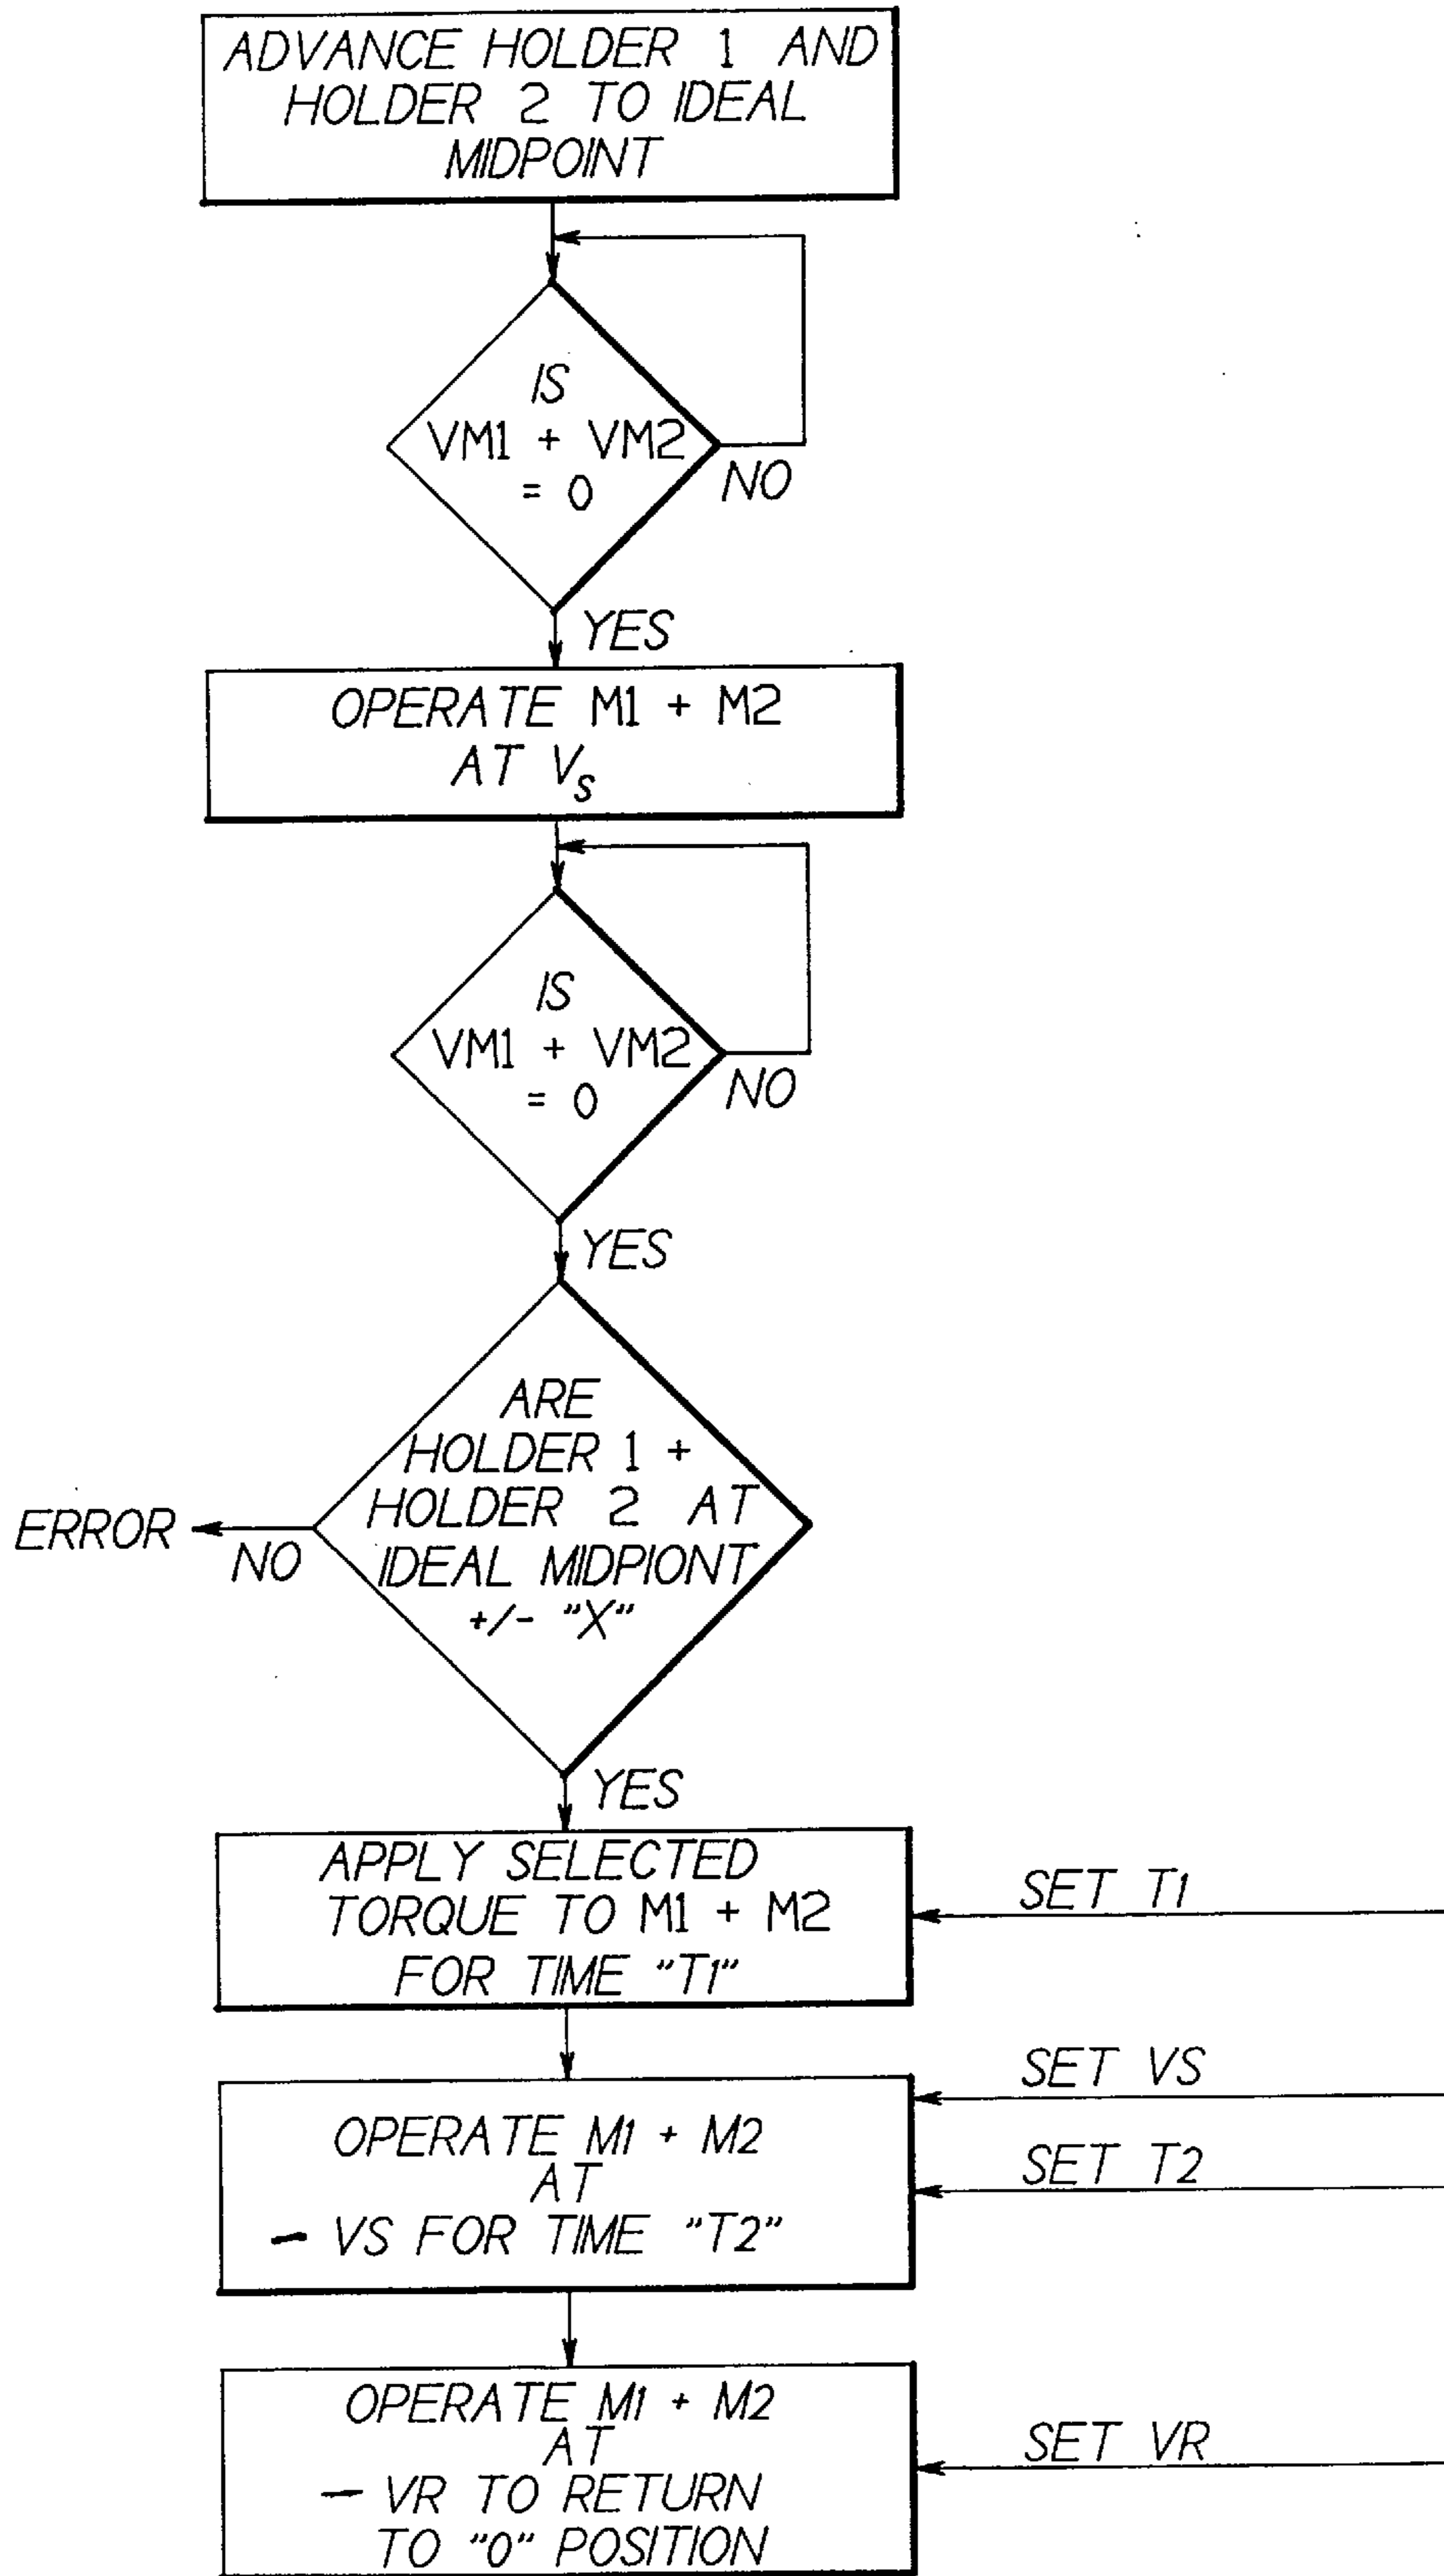 ADVANCE HOLDER 1 AND
HOLDER 2 TO IDEAL
MIDPOINT
IS
VM1 + VM2
= 0
NO
YES
OPERATE M1 + M2
AT Vs
IS
VM1 + VM2
= 0
NO
YES
ARE
HOLDER 1 +
HOLDER 2 AT
IDEAL MIDPIONT
+/- "X"
ERROR
NO
YES
APPLY SELECTED
TORQUE TO M1 + M2
FOR TIME "T1"
SET T1
OPERATE M1 + M2
AT
- VS FOR TIME "T2"
SET VS
SET T2
OPERATE M1 + M2
AT
- VR TO RETURN
TO "0" POSITION
SET VR